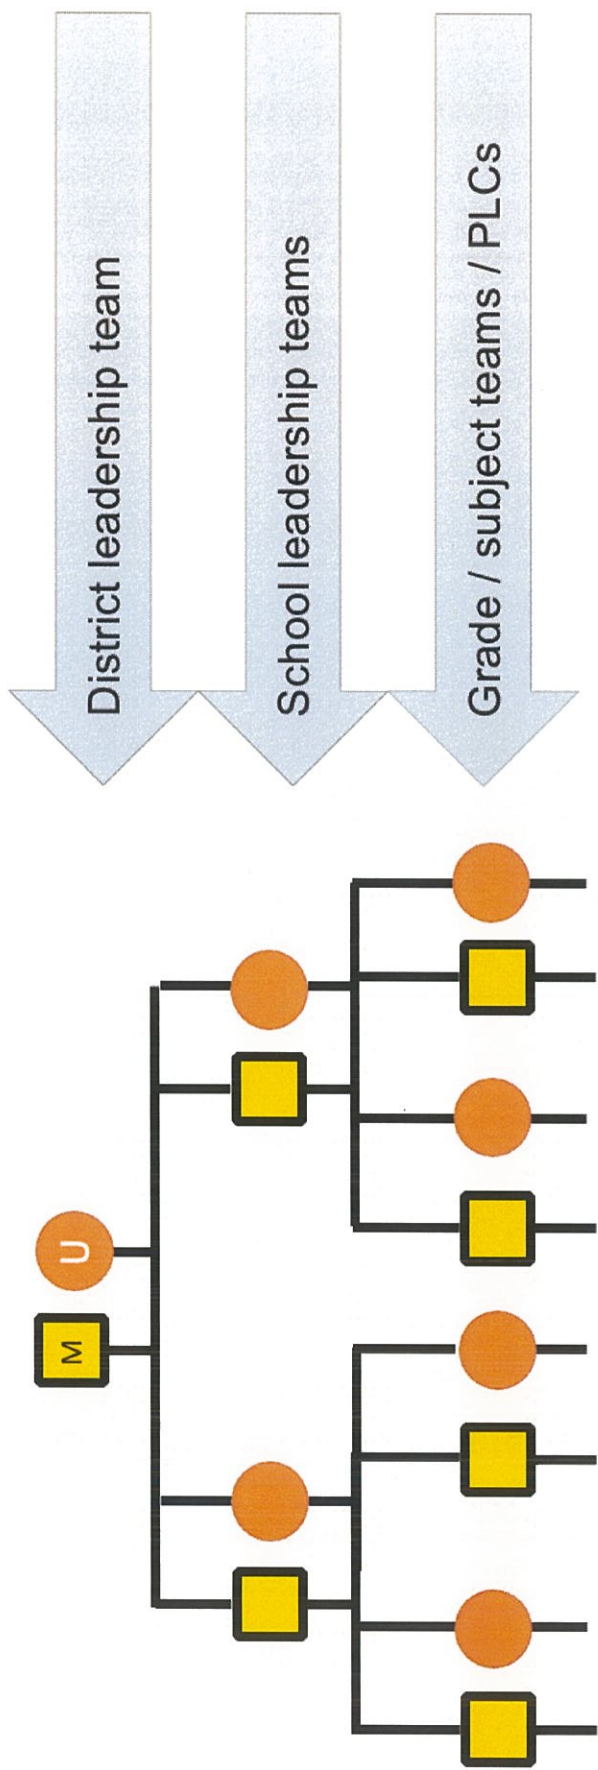 M
U
District leadership team
School leadership teams
Grade / subject teams / PLCs